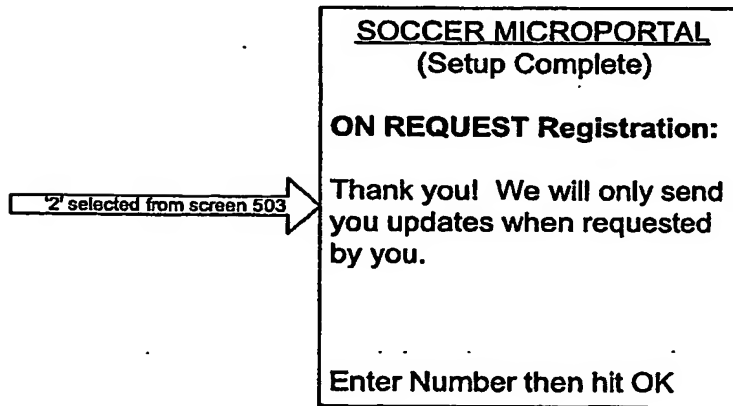 SOCCER MICROPORTAL
(Setup Complete)
ON REQUEST Registration:
'2' selected from screen 503
Thank you! We will only send
you updates when requested
by you.
Enter Number then hit OK